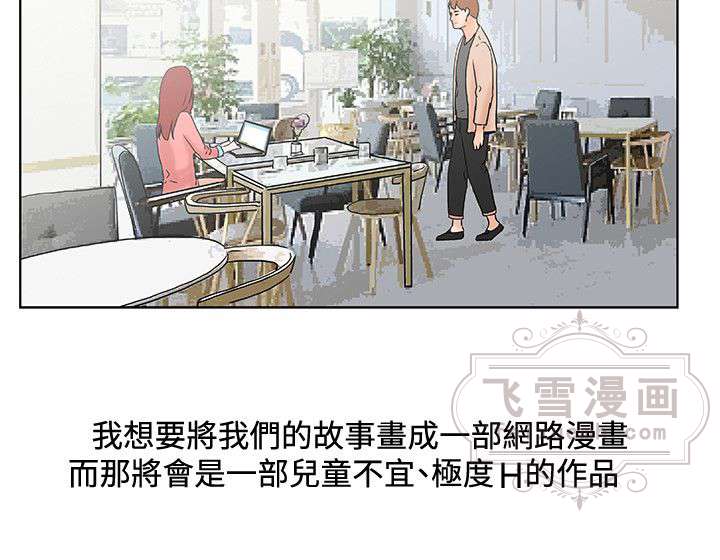 飞雪漫画
我想要將我們的故事畫成一部網路漫畫
而那將會是一部兒童不宜、極度H的作品